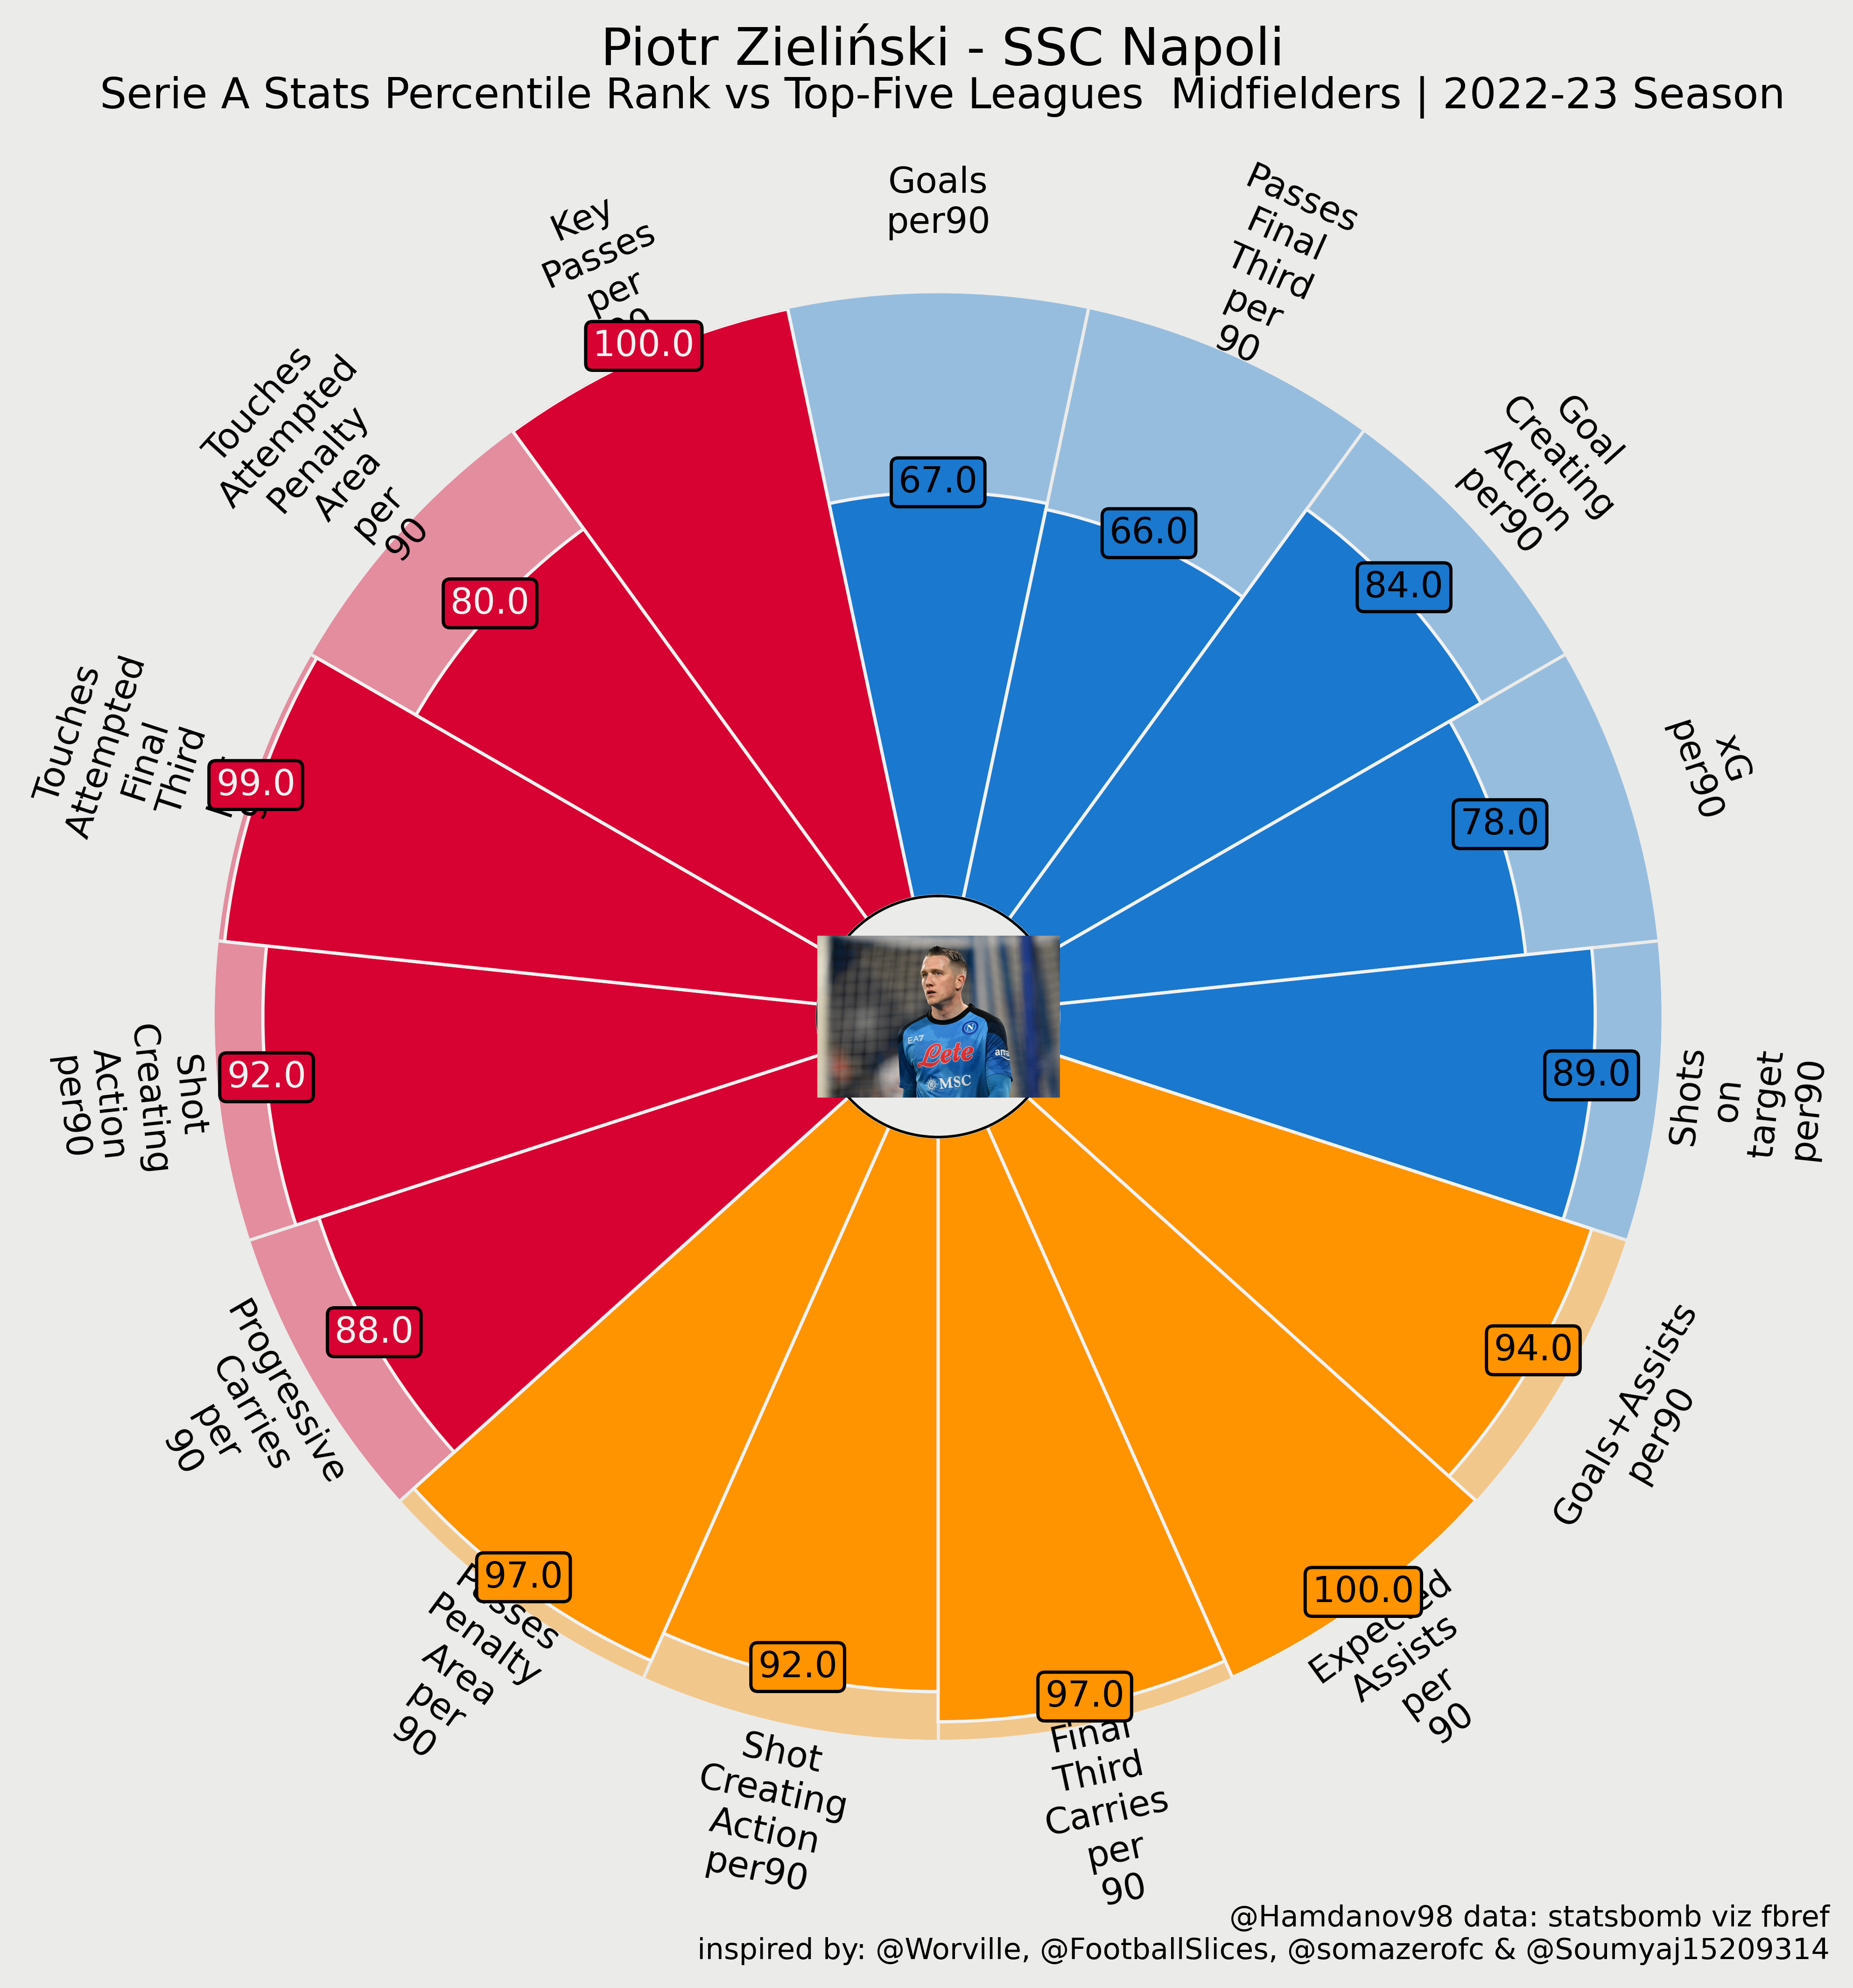 Piotr Zieliński - SSC Napoli
Serie A Stats Percentile Rank vs Top-Five Leagues  Midfielders | 2022-23 Season
Goals
per90
67.0
Passes
Final
Third
per
90
66.0
Goal
Creating
Action
per90
84.0
xG
per90
78.0
Shots
on
target
per90
89.0
Goals+Assists
per90
94.0
Expected
Assists
per
90
100.0
Final
Third
Carries
per
90
97.0
Shot
Creating
Action
per90
92.0
Passes
Penalty
Area
per
90
97.0
Progressive
Carries
per
90
88.0
Shot
Creating
Action
per90
92.0
Touches
Attempted
Final
Third
99.0
Touches
Attempted
Penalty
Area
per
90
80.0
Key
Passes
per
100.0
EA7
Lete
MSC
@Hamdanov98 data: statsbomb viz fbref
inspired by: @Worville, @FootballSlices, @somazerofc & @Soumyaj15209314